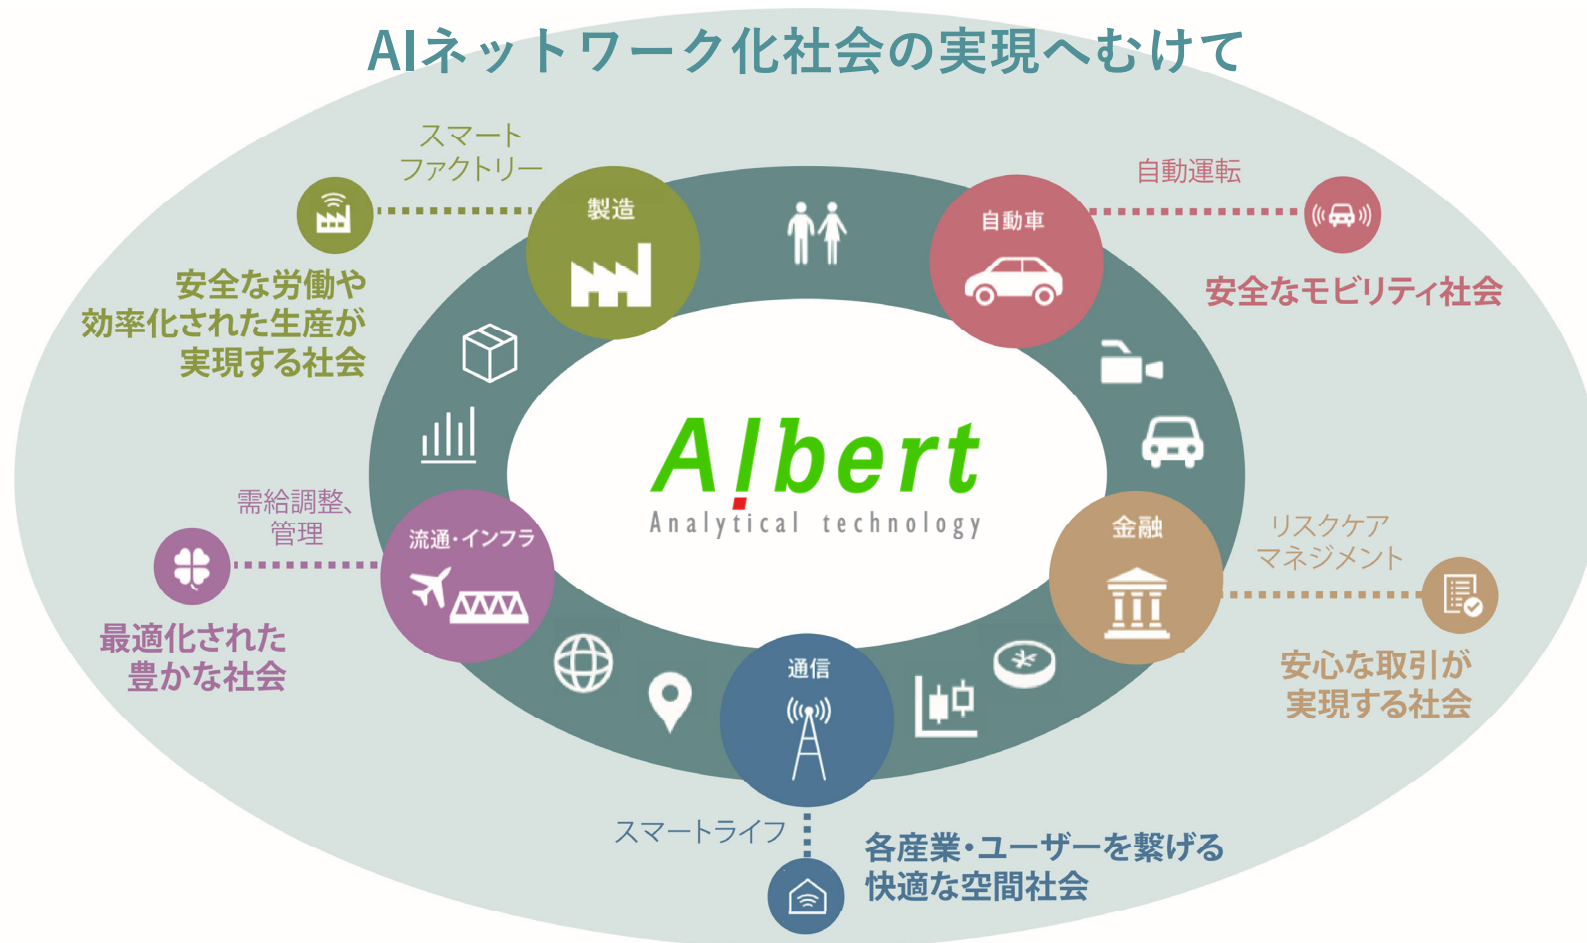 AIネットワーク化社会の実現へむけて
スマート
ファクトリー
製造
安全な労働や
効率化された生産が
実現する社会
自動車
自動運転
安全なモビリティ社会
Albert
Analytical technology
需給調整、
管理
流通・インフラ
最適化された
豊かな社会
金融
リスクケア
マネジメント
安心な取引が
実現する社会
通信
スマートライフ
各産業・ユーザーを繋げる
快適な空間社会